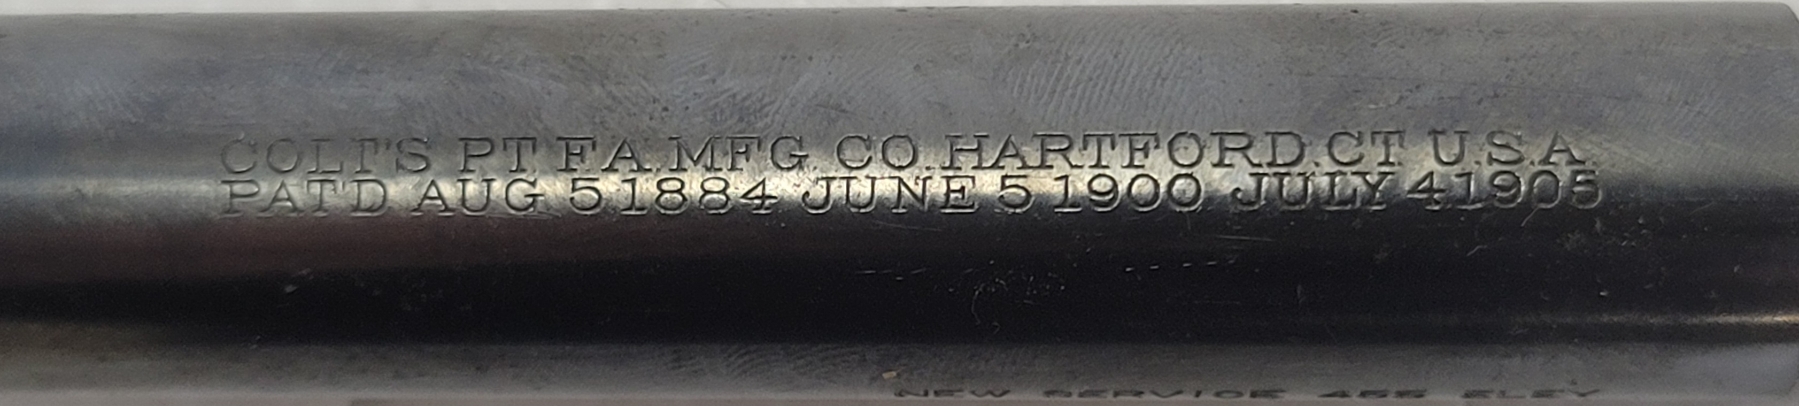 COLT'S PT F.A. MFG. CO. HARTFORD. CT U.S.A.
PAT'D AUG 5 1884 JUNE 5 1900 JULY 4 1905
NEW SERVICE 455 ELEY